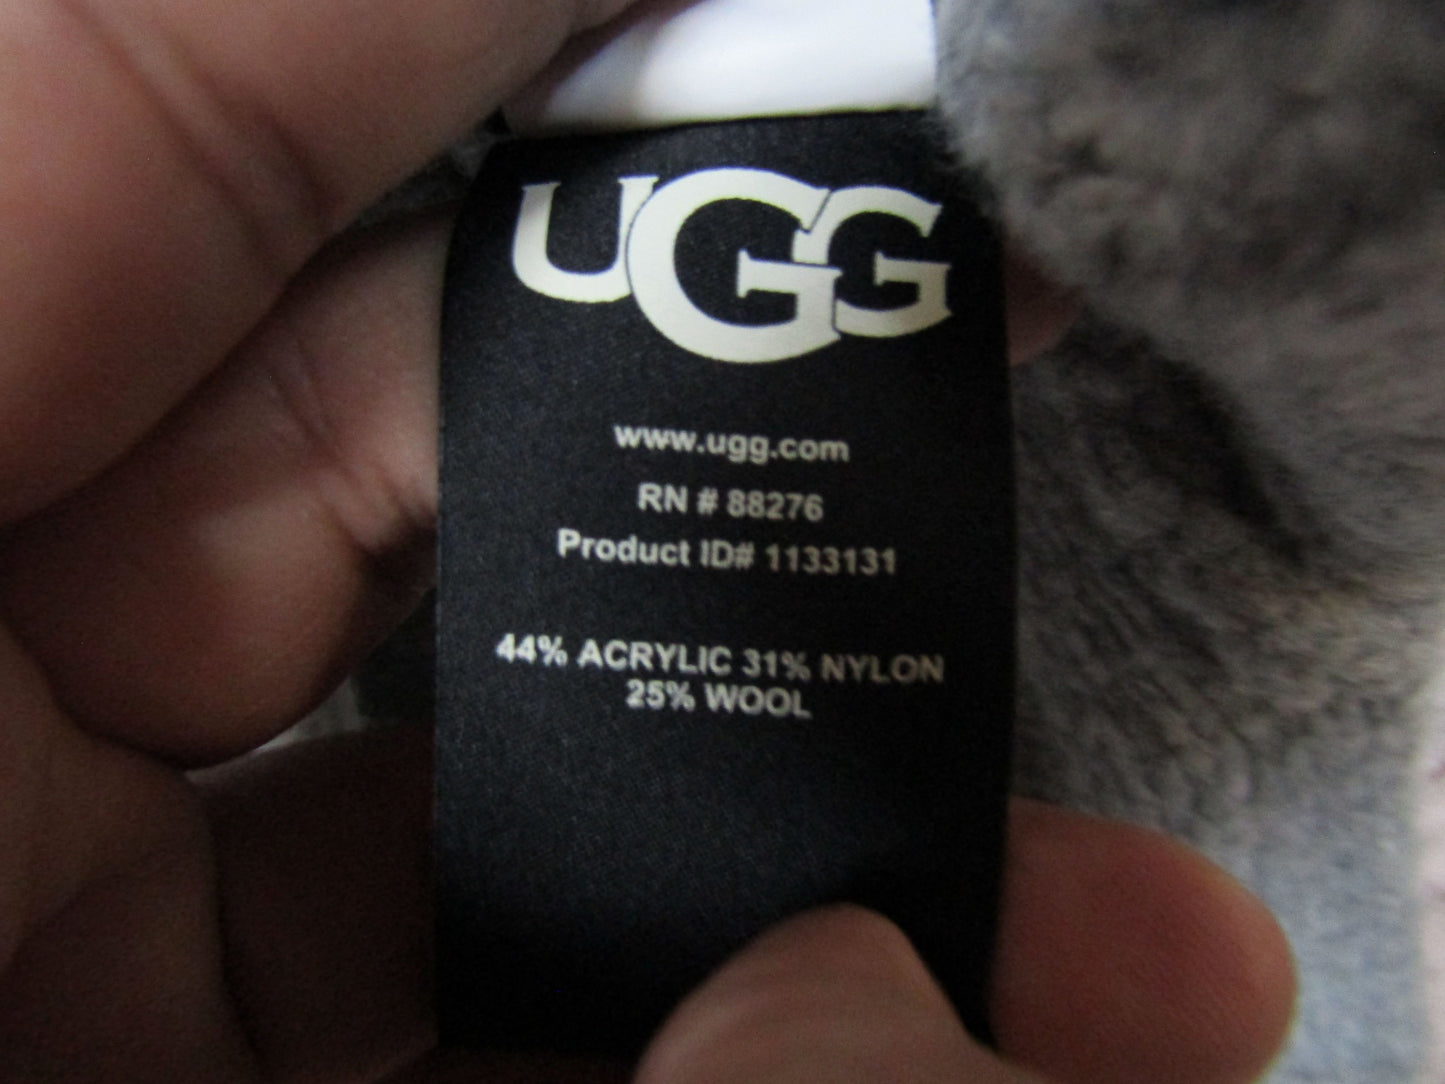 UGG
www.ugg.com
RN # 88276
Product ID# 1133131
44% ACRYLIC 31% NYLON
25% WOOL